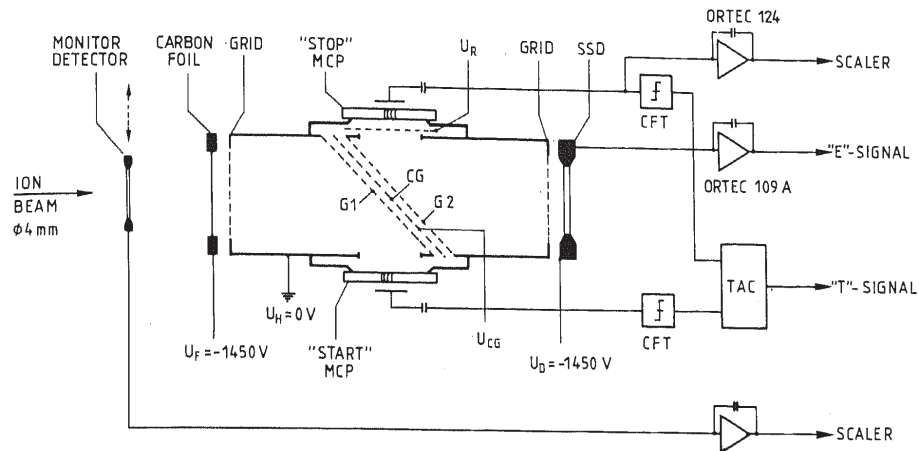 ORTEC 124
MONITOR
DETECTOR
CARBON
FOIL
GRID
"STOP"
MCP
U_R
GRID
SSD
SCALER
CFT
"E"-SIGNAL
ORTEC 109 A
ION
BEAM
φ4mm
G1
CG
G2
TAC
"T"-SIGNAL
U_H=0V
U_F=-1450 V
"START"
MCP
U_CG
U_D=-1450 V
CFT
SCALER